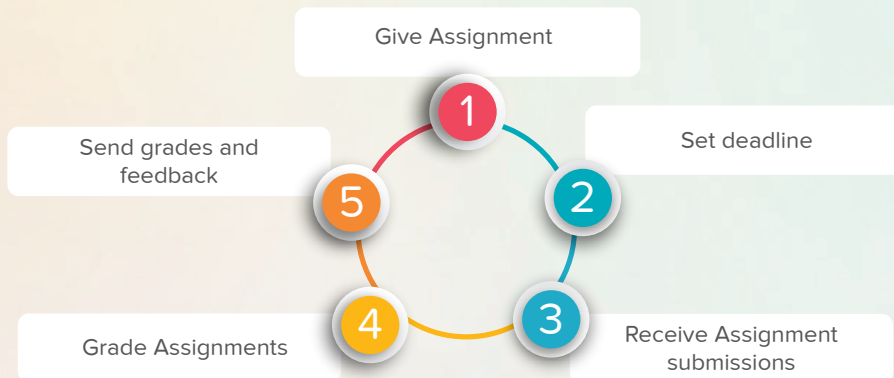 Give Assignment
1
Set deadline
2
Send grades and
feedback
5
3
Receive Assignment
submissions
4
Grade Assignments